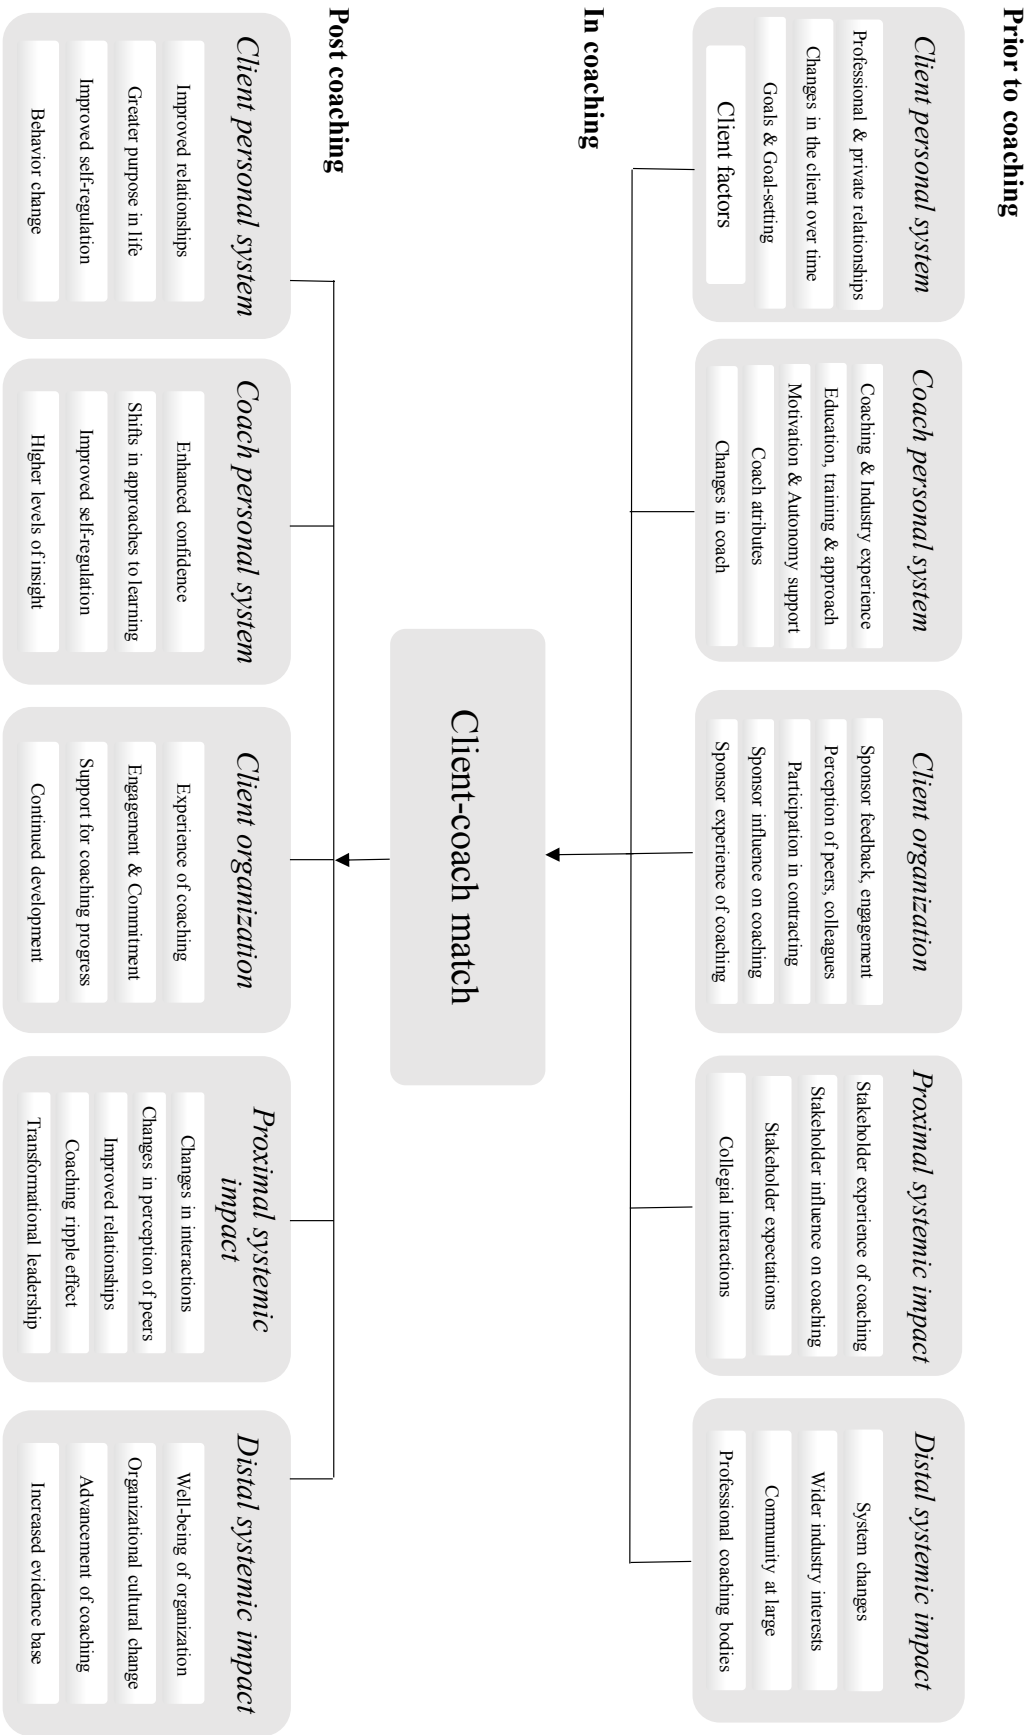 Prior to coaching
Client personal system
Professional & private relationships
Changes in the client over time
Goals & Goal-setting
Client factors
Coach personal system
Coaching & Industry experience
Education, training & approach
Motivation & Autonomy support
Coach atributes
Changes in coach
Client organization
Sponsor feedback, engagement
Perception of peers, colleagues
Participation in contracting
Sponsor influence on coaching
Sponsor experience of coaching
Proximal systemic impact
Stakeholder experience of coaching
Stakeholder influence on coaching
Stakeholder expectations
Collegial interactions
Distal systemic impact
System changes
Wider industry interests
Community at large
Professional coaching bodies
In coaching
Client-coach match
Post coaching
Client personal system
Improved relationships
Greater purpose in life
Improved self-regulation
Behavior change
Coach personal system
Enhanced confidence
Shifts in approaches to learning
Improved self-regulation
HIgher levels of insight
Client organization
Experience of coaching
Engagement & Commitment
Support for coaching progress
Continued development
Proximal systemic
impact
Changes in interactions
Changes in perception of peers
Improved relationships
Coaching ripple effect
Transformational leadership
Distal systemic impact
Well-being of organization
Organizational cultural change
Advancement of coaching
Increased evidence base